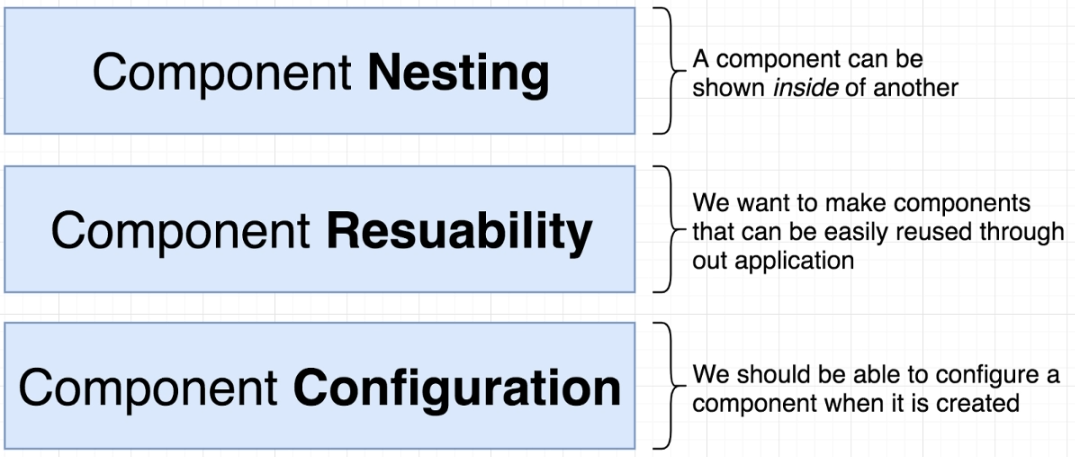 Component Nesting
A component can be
shown inside of another
Component Resuability
We want to make components
that can be easily reused through
out application
Component Configuration
We should be able to configure a
component when it is created